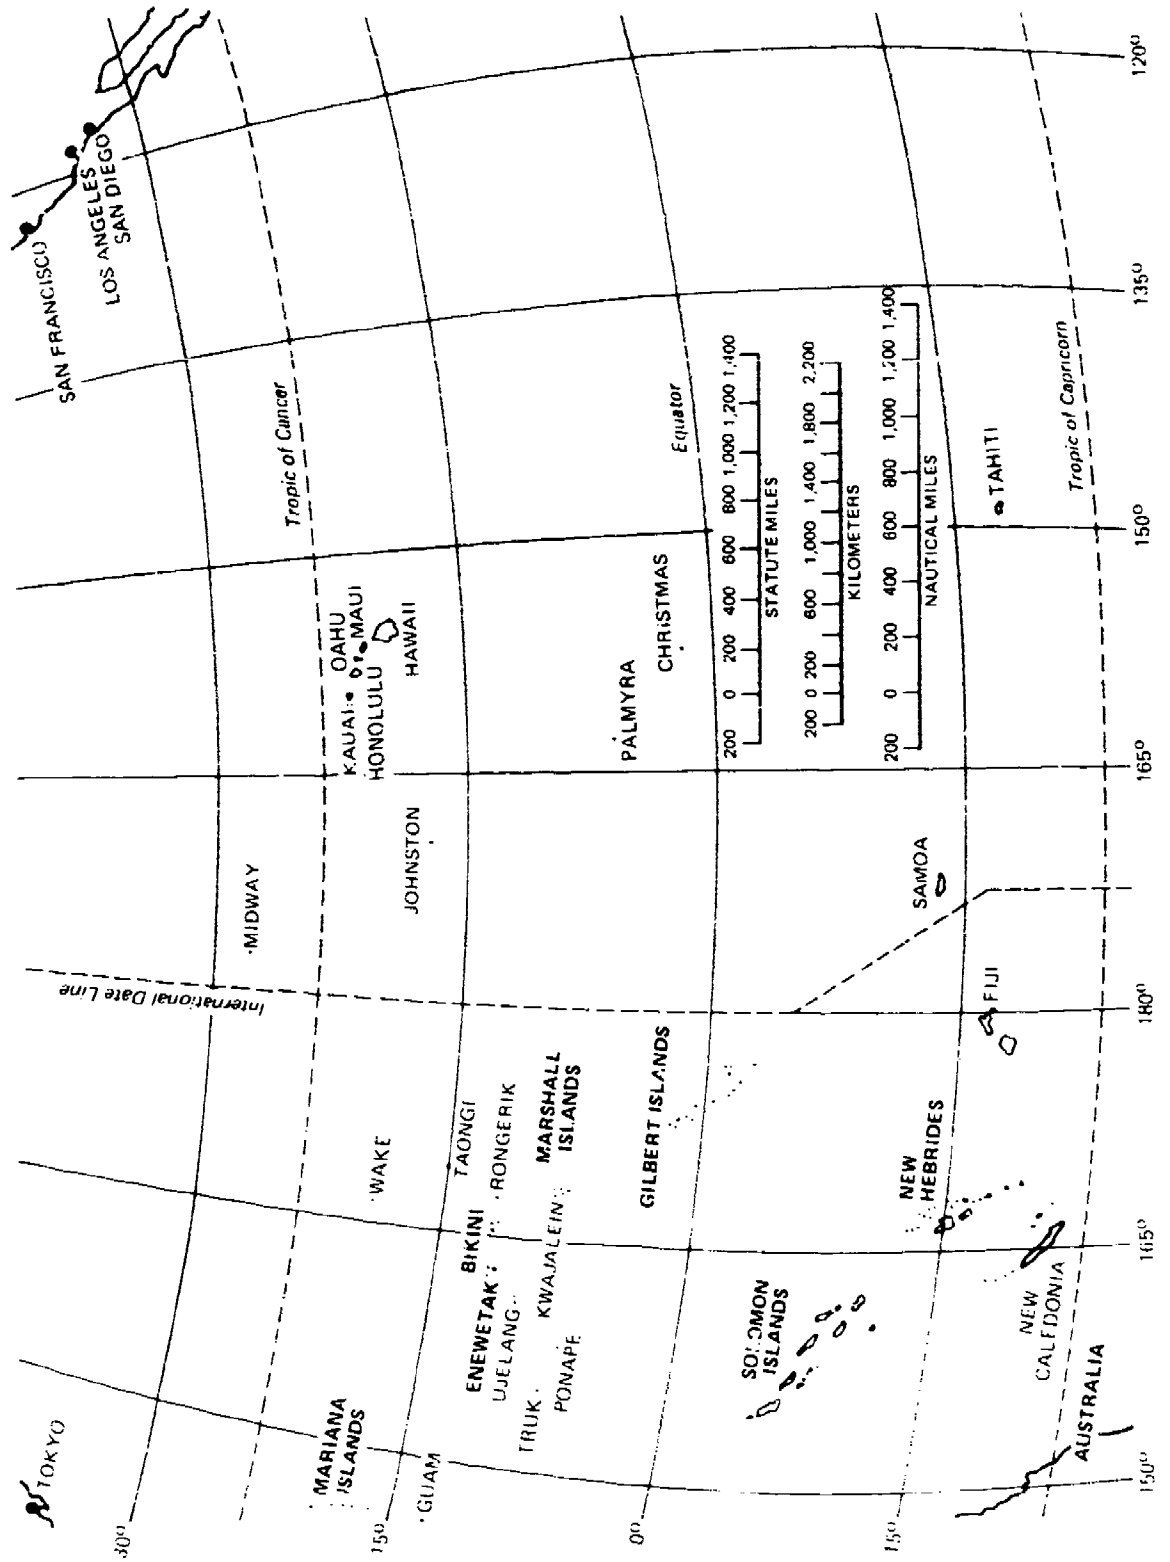 SAN FRANCISCO
LOS ANGELES
SAN DIEGO
TOKYO
30°
International Date Line
MIDWAY
Tropic of Cancer
KAUAI
OAHU
MAUI
HONOLULU
HAWAII
MARIANA
ISLANDS
WAKE
JOHNSTON
GUAM
15°
TAONGI
BIKINI
RONGERIK
ENEWETAK
UJELANG
KWAJALEIN
MARSHALL
ISLANDS
TRUK
PONAPE
PALMYRA
CHRISTMAS
Equator
0°
GILBERT ISLANDS
200 0 200 400 600 800 1,000 1,200 1,400
STATUTE MILES
200 0 200 600 1,000 1,400 1,800 2,200
KILOMETERS
200 0 200 400 600 800 1,000 1,200 1,400
NAUTICAL MILES
SOLOMON
ISLANDS
15°
NEW
HEBRIDES
SAMOA
FIJI
TAHITI
NEW
CALEDONIA
Tropic of Capricorn
AUSTRALIA
150°
165°
180°
165°
150°
135°
120°